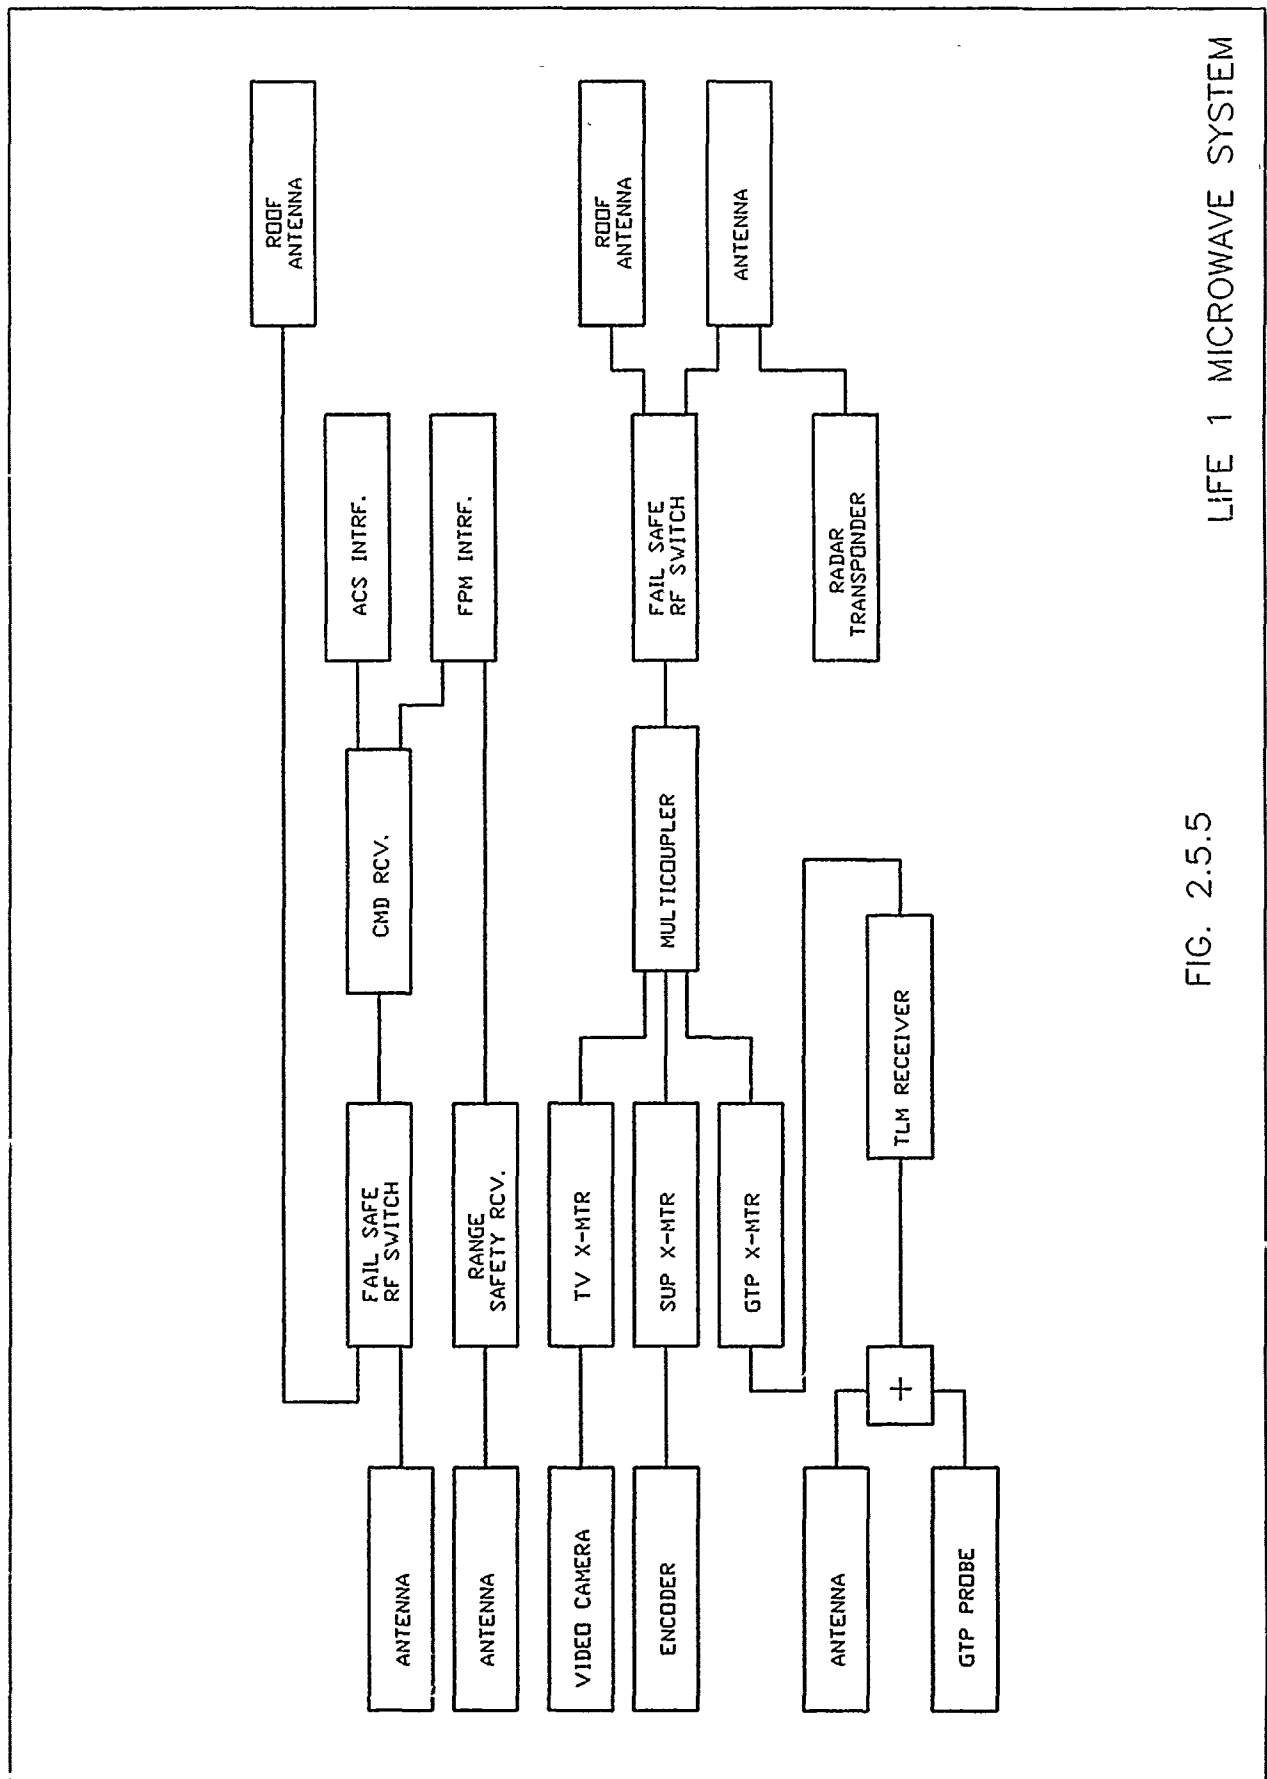 ROOF
ANTENNA
ACS INTRF.
CMD RCV.
FAIL SAFE
RF SWITCH
ANTENNA
FPM INTRF.
RANGE
SAFETY RCV.
ANTENNA
VIDEO CAMERA
TV X-MTR
ENCODER
SUP X-MTR
GTP X-MTR
MULTICOUPLER
FAIL SAFE
RF SWITCH
ROOF
ANTENNA
ANTENNA
RADAR
TRANSPONDER
ANTENNA
GTP PROBE
+
TLM RECEIVER
FIG. 2.5.5
LIFE 1 MICROWAVE SYSTEM